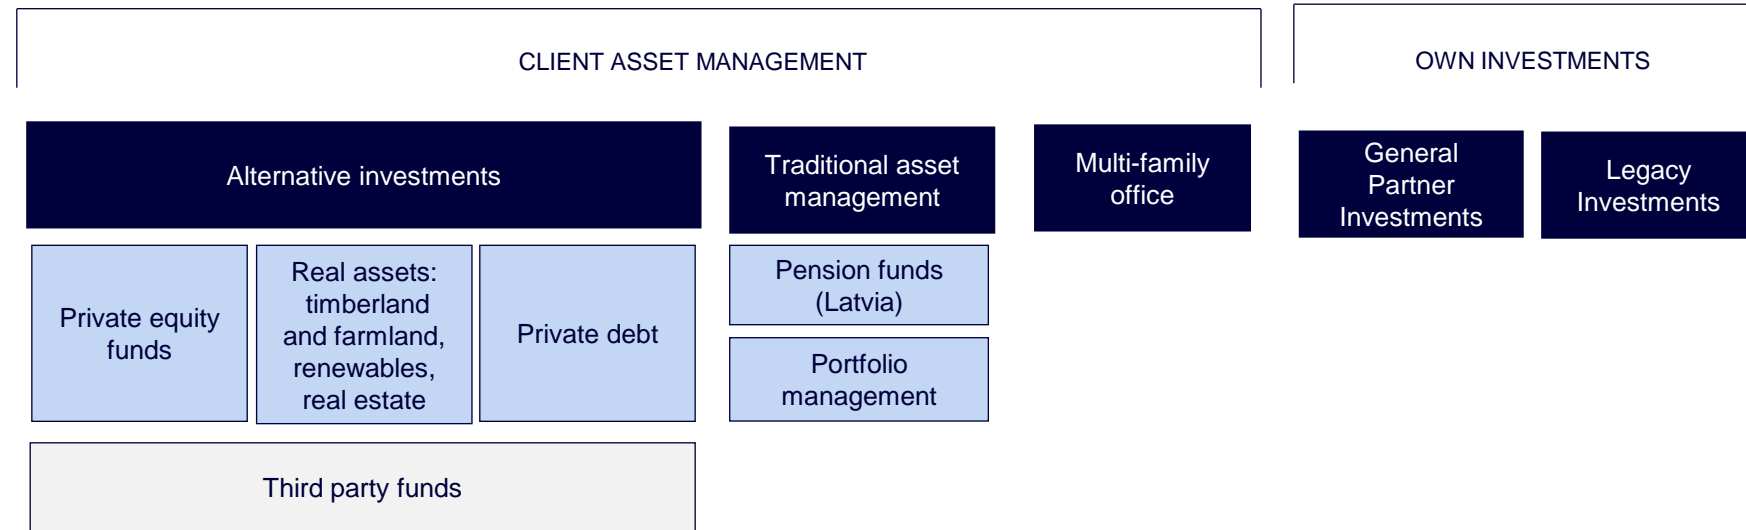 CLIENT ASSET MANAGEMENT
OWN INVESTMENTS
Alternative investments
Traditional asset
management
Multi-family
office
General
Partner
Investments
Legacy
Investments
Private equity
funds
Real assets:
timberland
and farmland,
renewables,
real estate
Private debt
Pension funds
(Latvia)
Portfolio
management
Third party funds